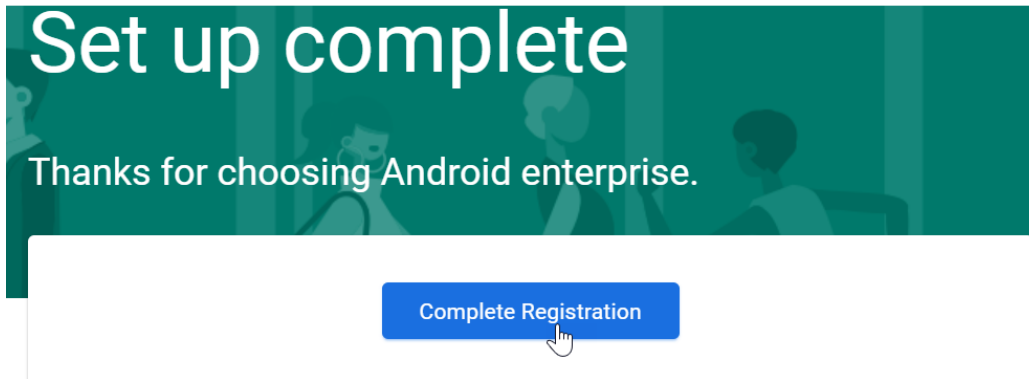 Set up complete
Thanks for choosing Android enterprise.
Complete Registration